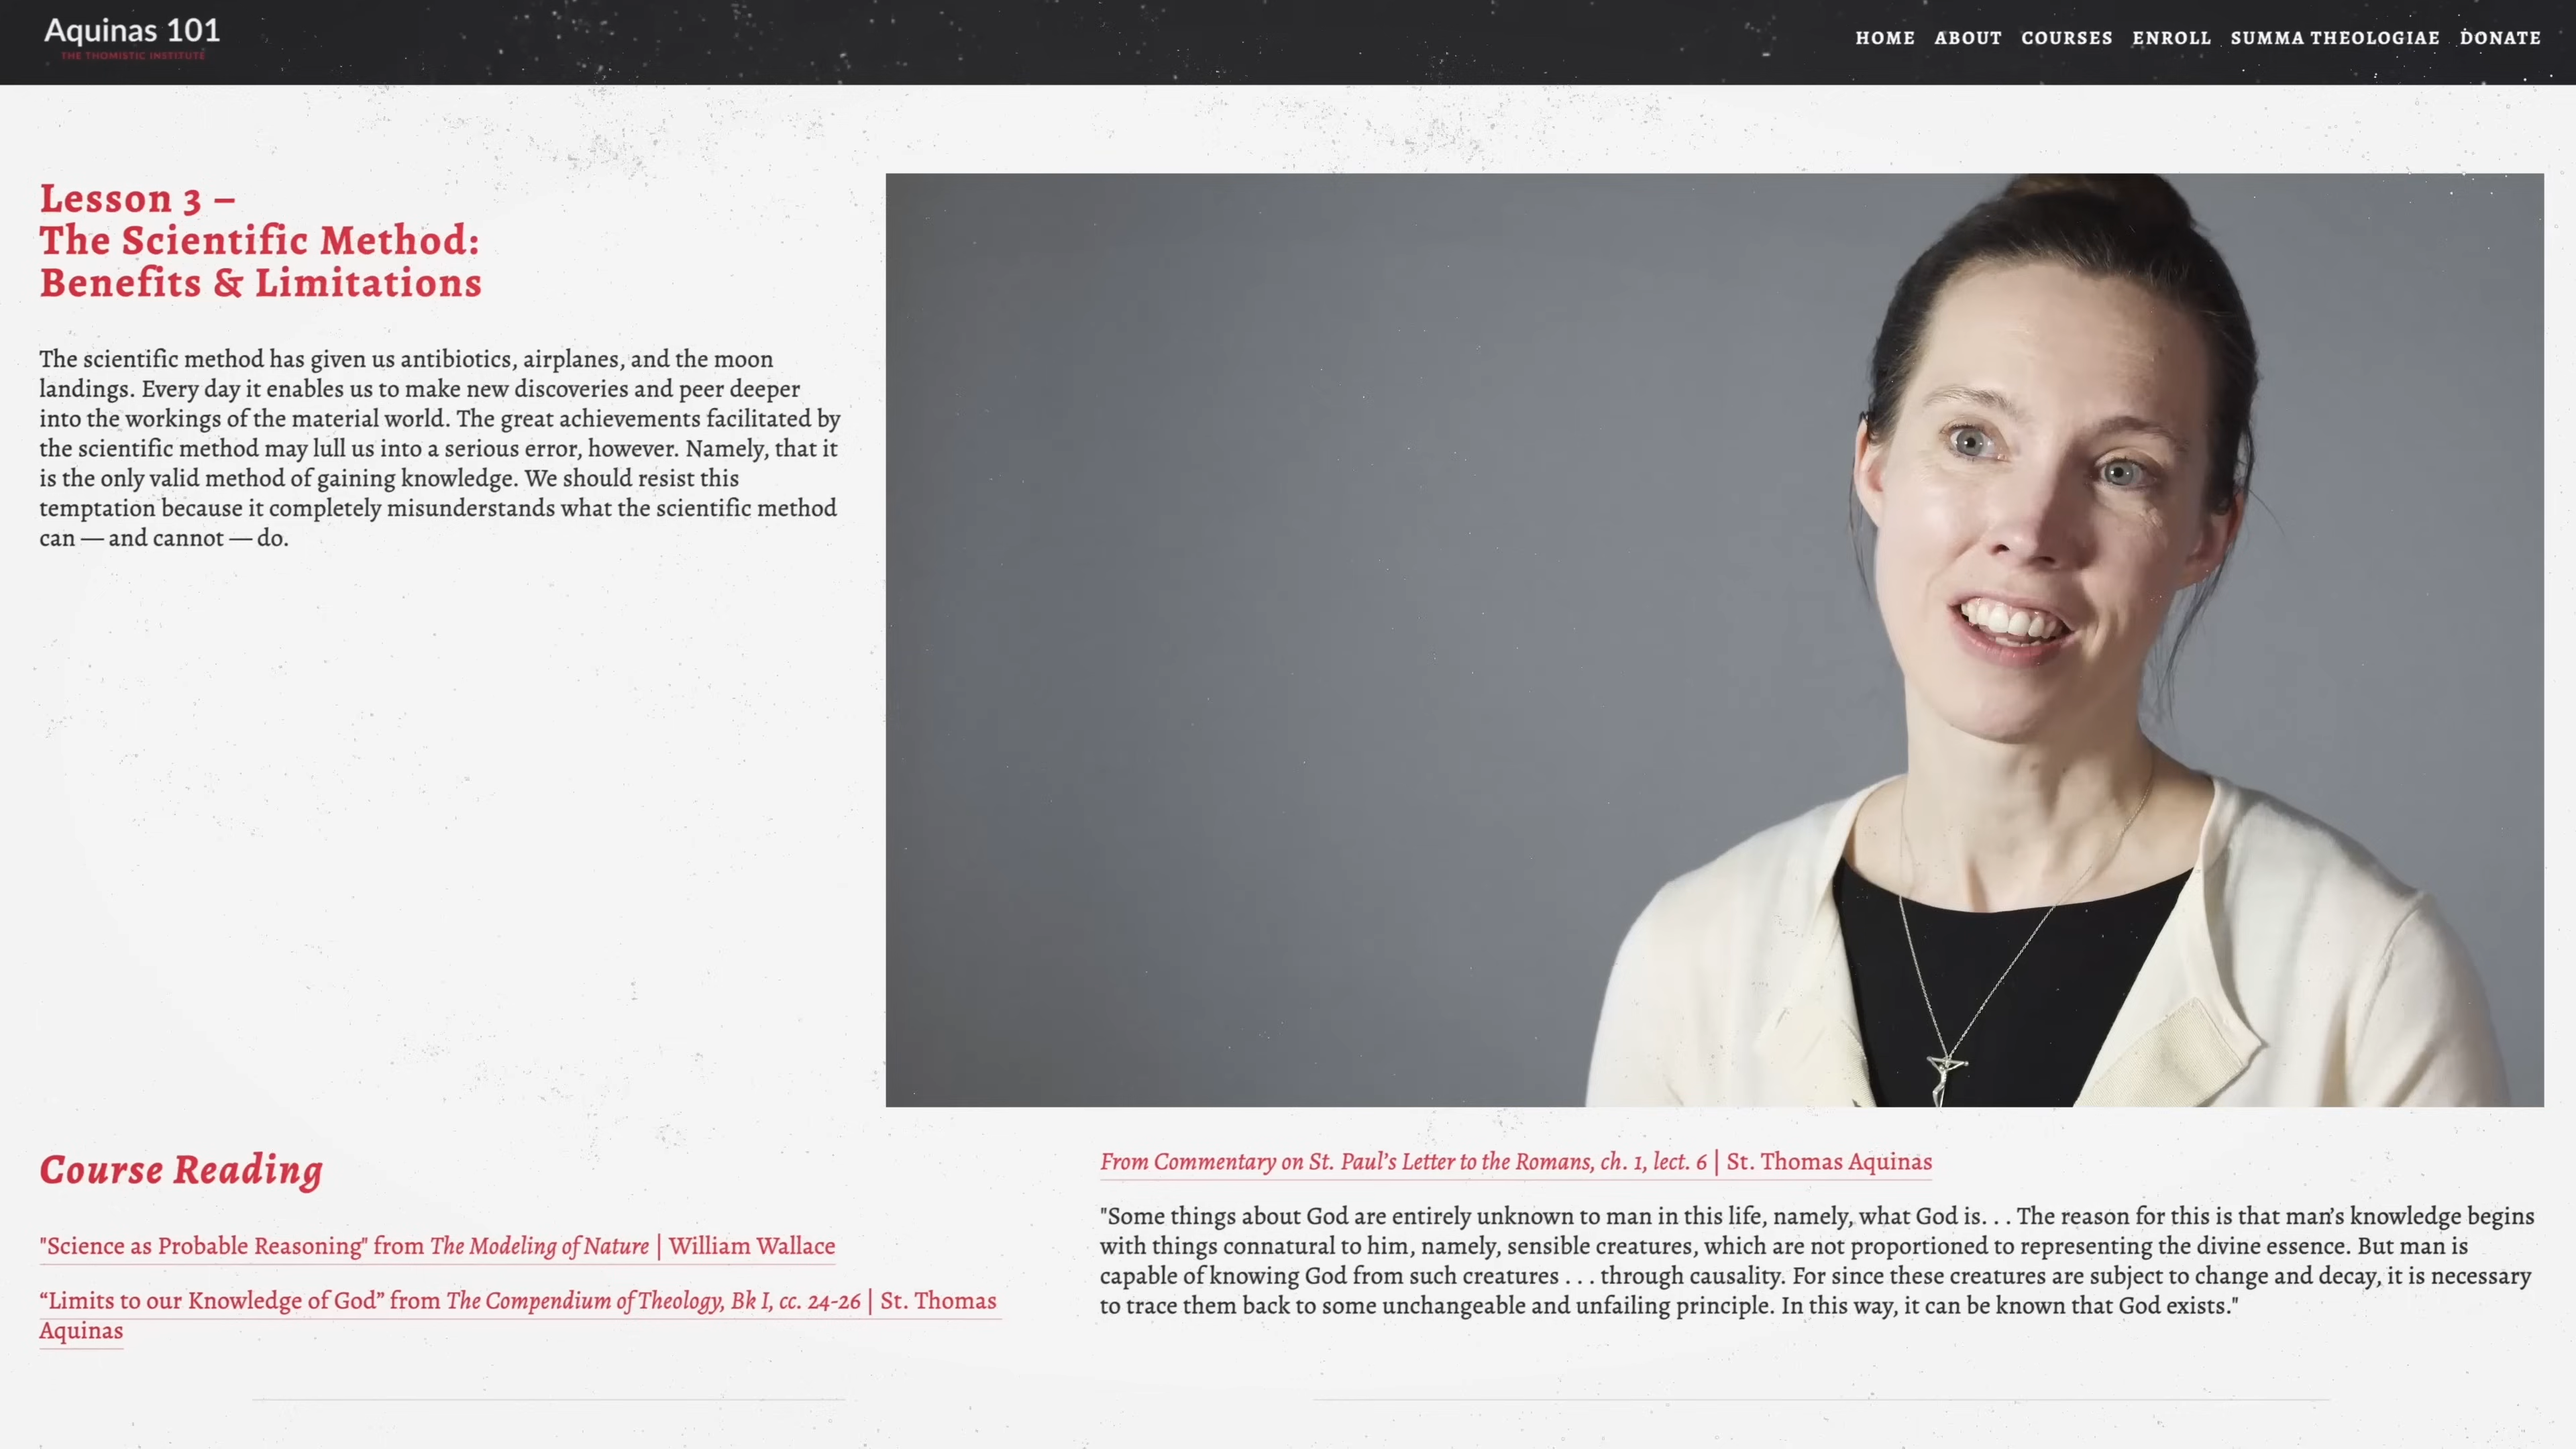 Aquinas 101
THE THOMISTIC INSTITUTE
HOME ABOUT COURSES ENROLL SUMMA THEOLOGIAE DONATE
Lesson 3 –
The Scientific Method:
Benefits & Limitations
The scientific method has given us antibiotics, airplanes, and the moon
landings. Every day it enables us to make new discoveries and peer deeper
into the workings of the material world. The great achievements facilitated by
the scientific method may lull us into a serious error, however. Namely, that it
is the only valid method of gaining knowledge. We should resist this
temptation because it completely misunderstands what the scientific method
can — and cannot — do.
Course Reading
"Science as Probable Reasoning" from The Modeling of Nature | William Wallace
“Limits to our Knowledge of God” from The Compendium of Theology, Bk I, cc. 24-26 | St. Thomas
Aquinas
From Commentary on St. Paul’s Letter to the Romans, ch. 1, lect. 6 | St. Thomas Aquinas
"Some things about God are entirely unknown to man in this life, namely, what God is. . . The reason for this is that man’s knowledge begins
with things connatural to him, namely, sensible creatures, which are not proportioned to representing the divine essence. But man is
capable of knowing God from such creatures . . . through causality. For since these creatures are subject to change and decay, it is necessary
to trace them back to some unchangeable and unfailing principle. In this way, it can be known that God exists."